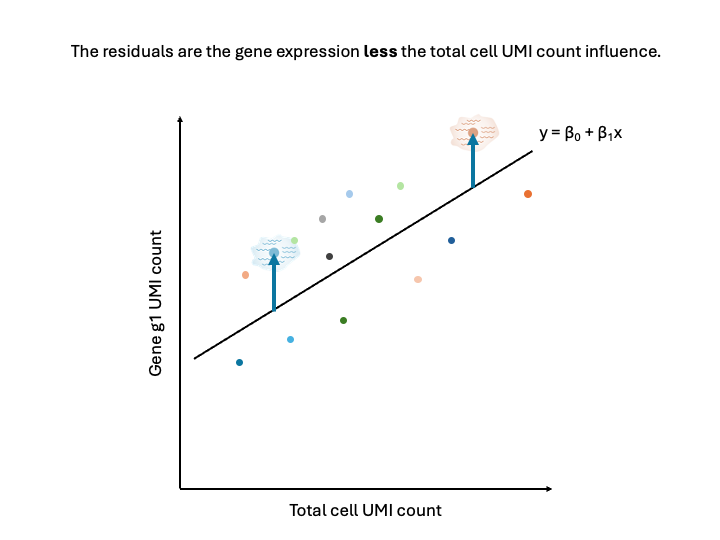 The residuals are the gene expression less the total cell UMI count influence.
y = β₀ + β₁x
Gene g1 UMI count
Total cell UMI count